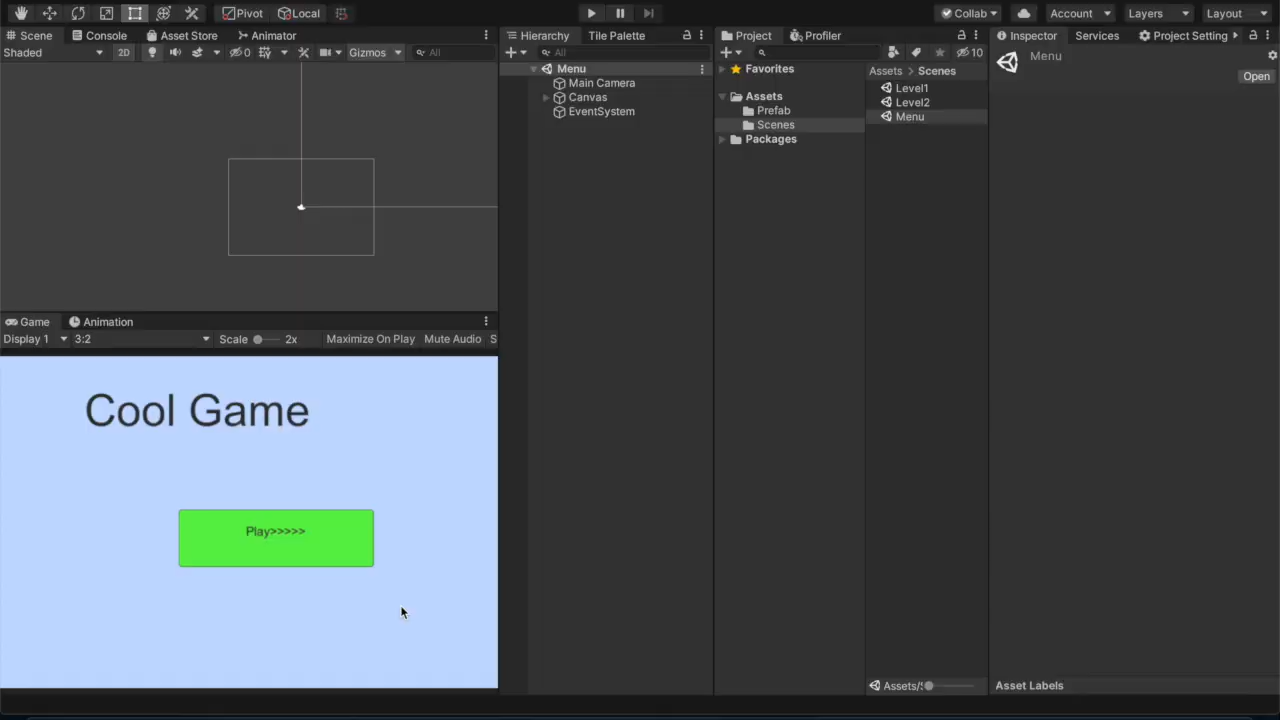 Pivot
Local
Collab
Account
Layers
Layout
Scene
Console
Asset Store
Animator
Shaded
2D
0
Gizmos
All
Game
Animation
Display 1
3:2
Scale
2x
Maximize On Play
Mute Audio
S
Cool Game
Play>>>>>
Hierarchy
Tile Palette
All
Menu
Main Camera
Canvas
EventSystem
Project
Profiler
10
Favorites
Assets
Prefab
Scenes
Packages
Assets > Scenes
Level1
Level2
Menu
Assets/
Inspector
Services
Project Setting
Menu
Open
Asset Labels